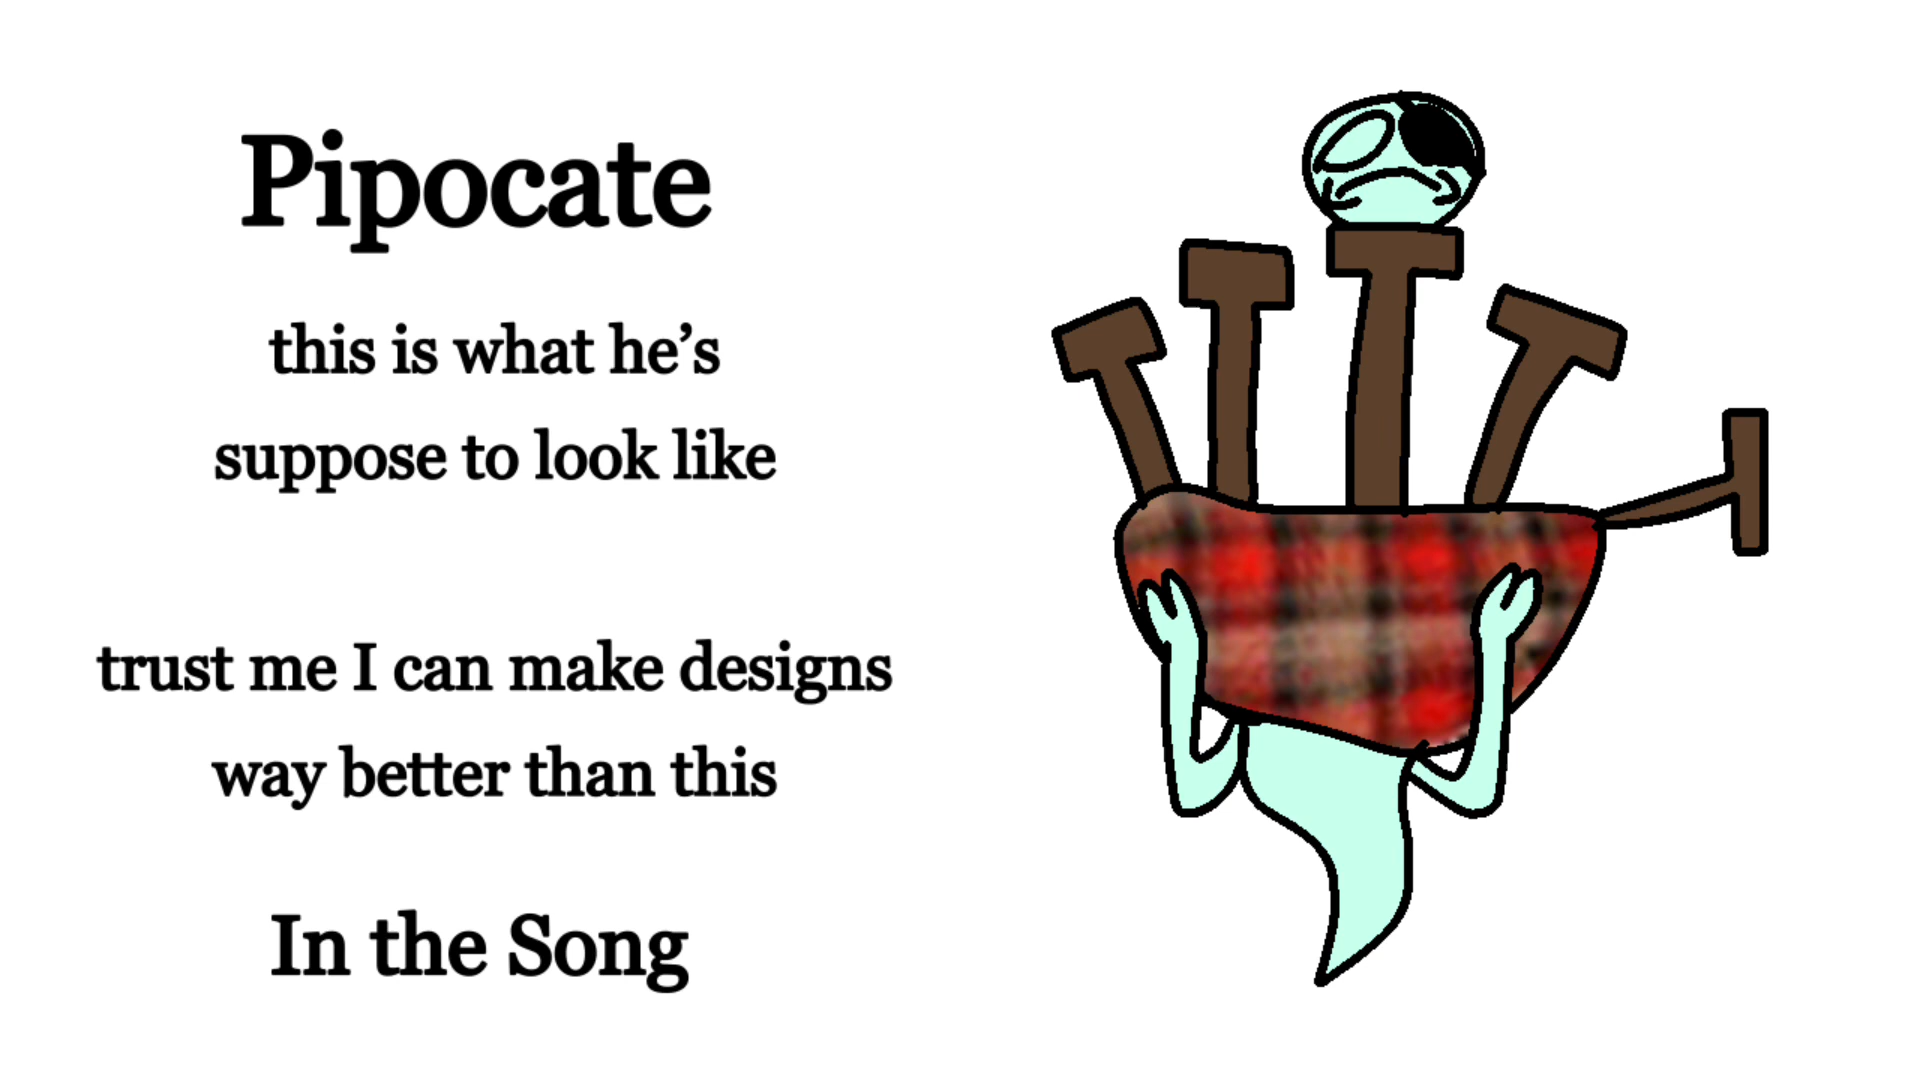 Pipocate
this is what he’s
suppose to look like
trust me I can make designs
way better than this
In the Song